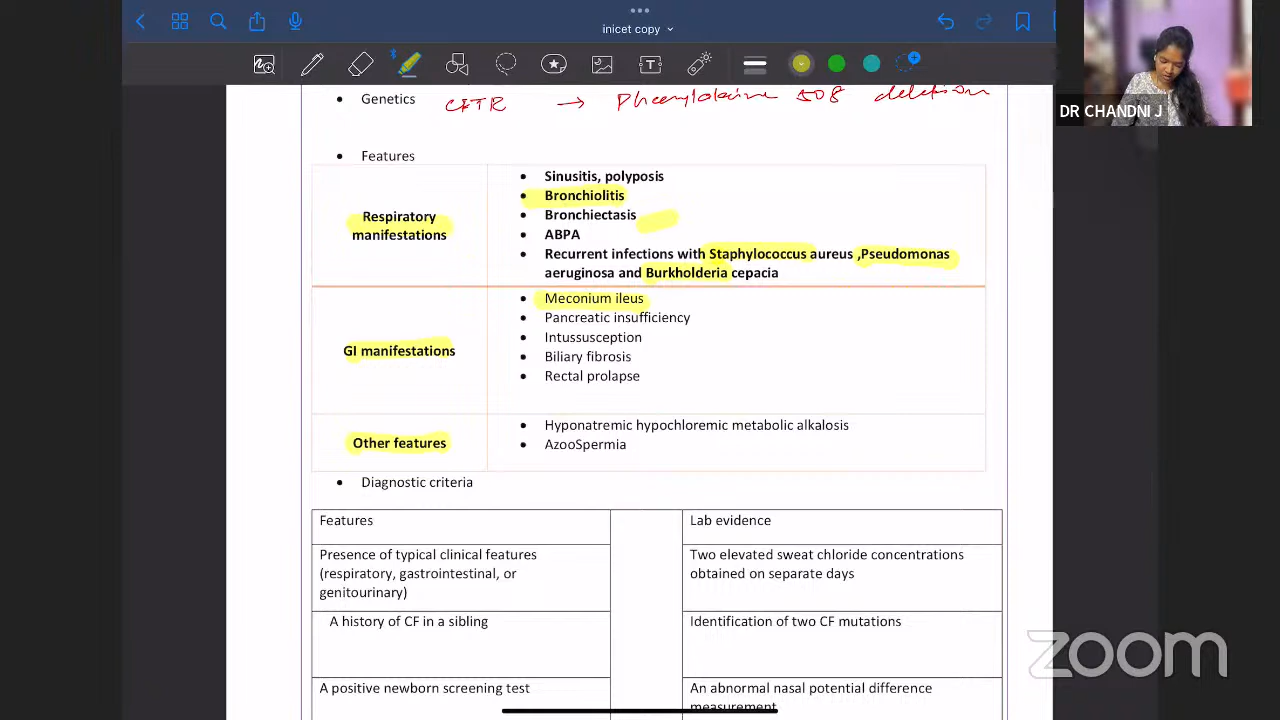 inicet copy
DR CHANDNI J
Genetics CFTR → Phenylalanine 508 deletion
Features
Respiratory manifestations
Sinusitis, polyposis
Bronchiolitis
Bronchiectasis
ABPA
Recurrent infections with Staphylococcus aureus ,Pseudomonas
aeruginosa and Burkholderia cepacia
GI manifestations
Meconium ileus
Pancreatic insufficiency
Intussusception
Biliary fibrosis
Rectal prolapse
Other features
Hyponatremic hypochloremic metabolic alkalosis
AzooSpermia
Diagnostic criteria
Features
Lab evidence
Presence of typical clinical features
(respiratory, gastrointestinal, or
genitourinary)
Two elevated sweat chloride concentrations
obtained on separate days
A history of CF in a sibling
Identification of two CF mutations
A positive newborn screening test
An abnormal nasal potential difference
measurement
zoom